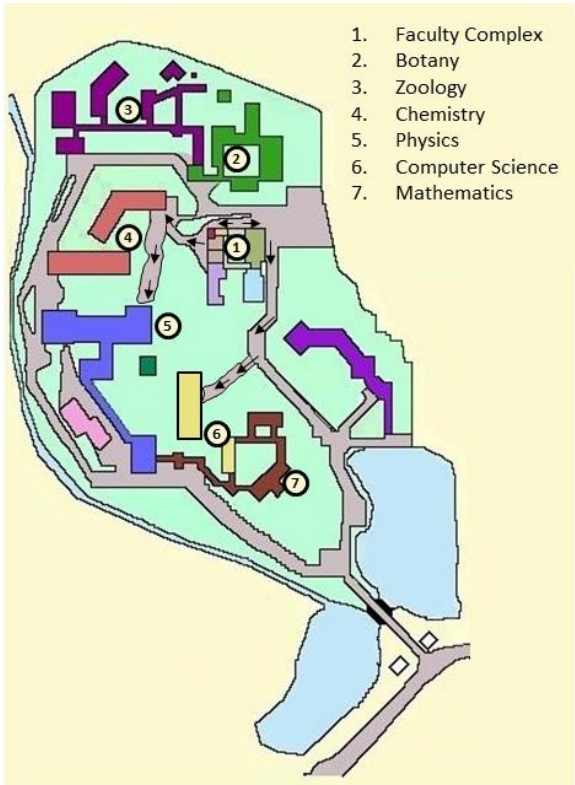 1. Faculty Complex
2. Botany
3. Zoology
4. Chemistry
5. Physics
6. Computer Science
7. Mathematics
3
2
1
4
5
6
7